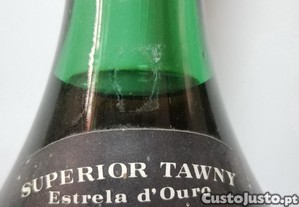 SUPERIOR TAWNY
Estrela d'Ouro
CustoJusto.pt